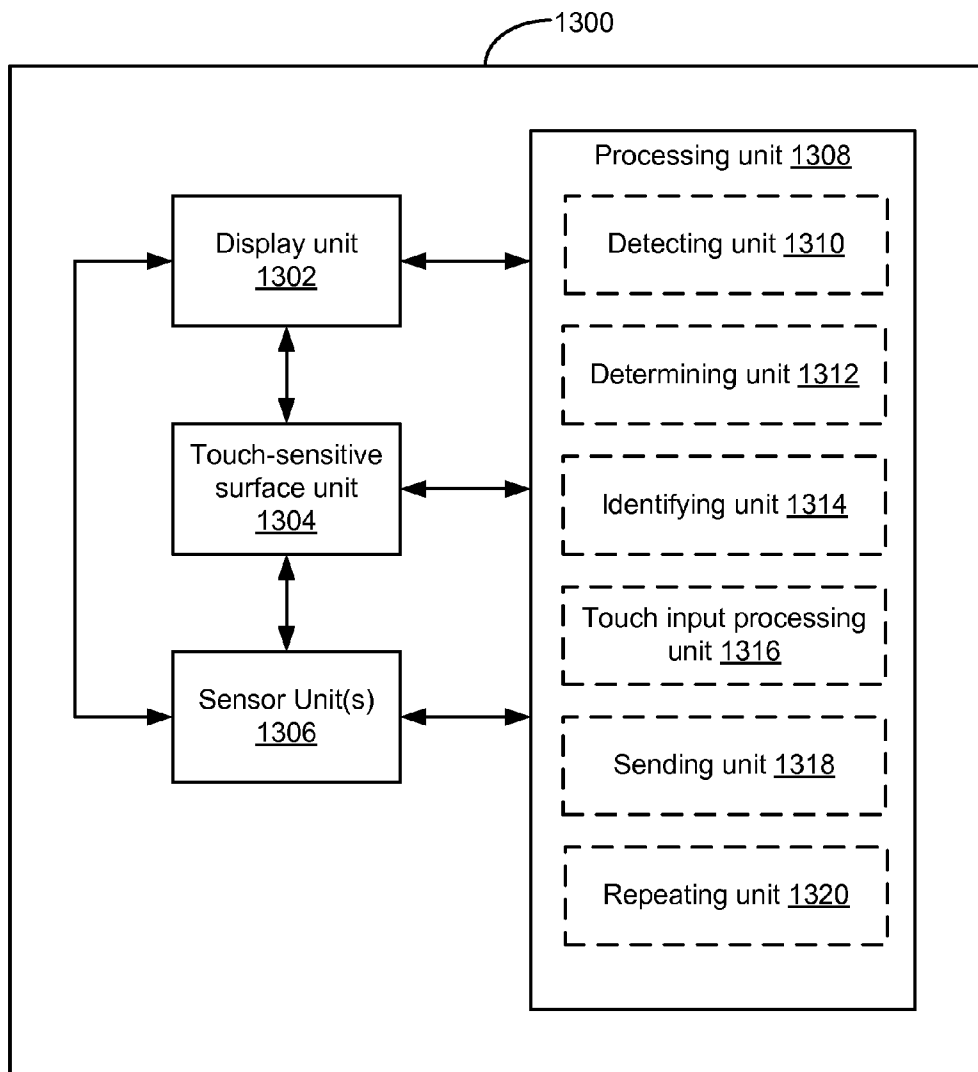 1300
Display unit
1302
Touch-sensitive
surface unit
1304
Sensor Unit(s)
1306
Processing unit 1308
Detecting unit 1310
Determining unit 1312
Identifying unit 1314
Touch input processing
unit 1316
Sending unit 1318
Repeating unit 1320